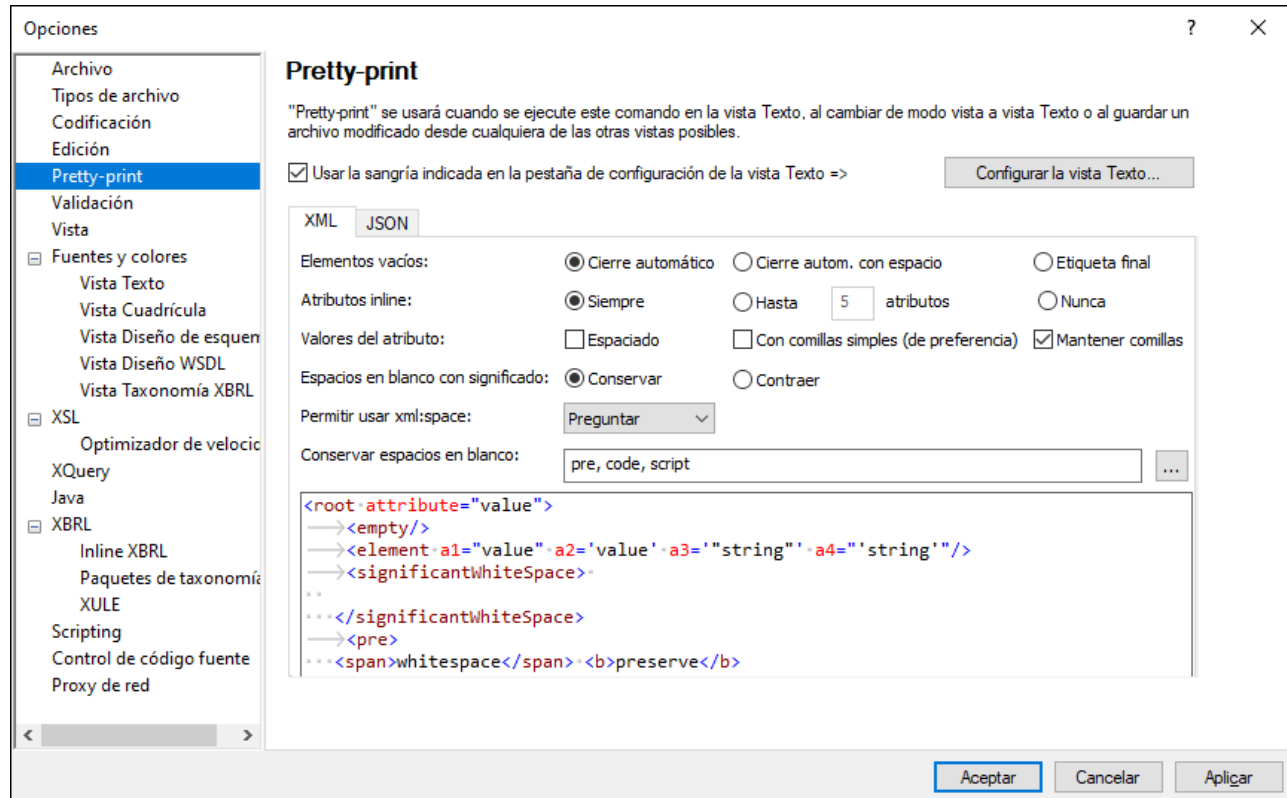 Opciones
?
Archivo
Tipos de archivo
Codificación
Edición
Pretty-print
Validación
Vista
Fuentes y colores
Vista Texto
Vista Cuadrícula
Vista Diseño de esquem
Vista Diseño WSDL
Vista Taxonomía XBRL
XSL
Optimizador de velocid
XQuery
Java
XBRL
Inline XBRL
Paquetes de taxonomía
XULE
Scripting
Control de código fuente
Proxy de red
Pretty-print
"Pretty-print" se usará cuando se ejecute este comando en la vista Texto, al cambiar de modo vista a vista Texto o al guardar un
archivo modificado desde cualquiera de las otras vistas posibles.
Usar la sangría indicada en la pestaña de configuración de la vista Texto => Configurar la vista Texto...
XML JSON
Elementos vacíos: Cierre automático Cierre autom. con espacio Etiqueta final
Atributos inline: Siempre Hasta 5 atributos Nunca
Valores del atributo: Espaciado Con comillas simples (de preferencia) Mantener comillas
Espacios en blanco con significado: Conservar Contraer
Permitir usar xml:space: Preguntar
Conservar espacios en blanco: pre, code, script ...
<root·attribute="value">
<empty/>
<element·a1="value"·a2='value'·a3='"string"'·a4="'string'"/>
<significantWhiteSpace>·
··
···</significantWhiteSpace>
<pre>
···<span>whitespace</span>·<b>preserve</b>
Aceptar Cancelar Aplicar